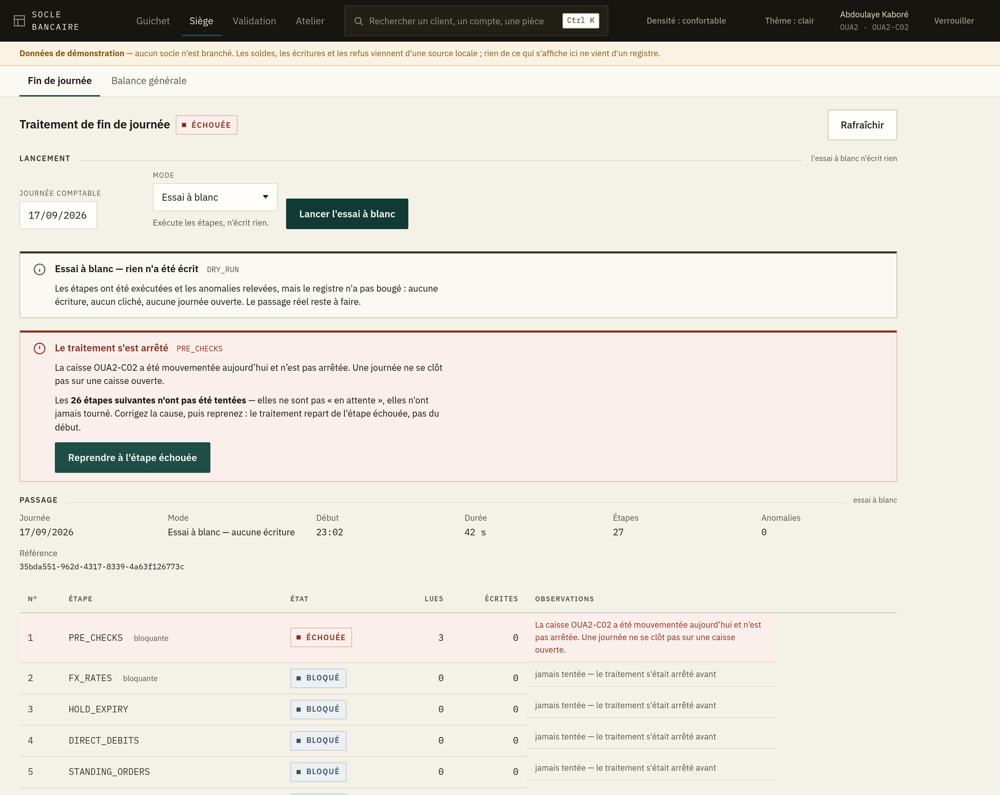 SOCLE
BANCAIRE
Guichet
Siège
Validation
Atelier
Rechercher un client, un compte, une pièce
Ctrl K
Densité : confortable
Thème : clair
Abdoulaye Kaboré
OUA2 · OUA2-C02
Verrouiller
Données de démonstration — aucun socle n'est branché. Les soldes, les écritures et les refus viennent d'une source locale ; rien de ce qui s'affiche ici ne vient d'un registre.
Fin de journée
Balance générale
Traitement de fin de journée
ÉCHOUÉE
Rafraîchir
LANCEMENT
l'essai à blanc n'écrit rien
JOURNÉE COMPTABLE
17/09/2026
MODE
Essai à blanc
Exécute les étapes, n’écrit rien.
Lancer l'essai à blanc
Essai à blanc — rien n'a été écrit DRY_RUN
Les étapes ont été exécutées et les anomalies relevées, mais le registre n'a pas bougé : aucune
écriture, aucun cliché, aucune journée ouverte. Le passage réel reste à faire.
Le traitement s'est arrêté PRE_CHECKS
La caisse OUA2-C02 a été mouvementée aujourd’hui et n’est pas arrêtée. Une journée ne se clôt
pas sur une caisse ouverte.
Les 26 étapes suivantes n'ont pas été tentées — elles ne sont pas « en attente », elles n'ont
jamais tourné. Corrigez la cause, puis reprenez : le traitement repart de l'étape échouée, pas du
début.
Reprendre à l'étape échouée
PASSAGE
essai à blanc
Journée
17/09/2026
Mode
Essai à blanc — aucune écriture
Début
23:02
Durée
42 s
Étapes
27
Anomalies
0
Référence
35bda551-962d-4317-8339-4a63f126773c
N° ÉTAPE ÉTAT LUES ÉCRITES OBSERVATIONS
1 PRE_CHECKS bloquante ÉCHOUÉE 3 0
La caisse OUA2-C02 a été mouvementée aujourd’hui et n’est
pas arrêtée. Une journée ne se clôt pas sur une caisse
ouverte.
2 FX_RATES bloquante BLOQUÉ 0 0 jamais tentée — le traitement s'était arrêté avant
3 HOLD_EXPIRY BLOQUÉ 0 0 jamais tentée — le traitement s'était arrêté avant
4 DIRECT_DEBITS BLOQUÉ 0 0 jamais tentée — le traitement s'était arrêté avant
5 STANDING_ORDERS BLOQUÉ 0 0 jamais tentée — le traitement s'était arrêté avant